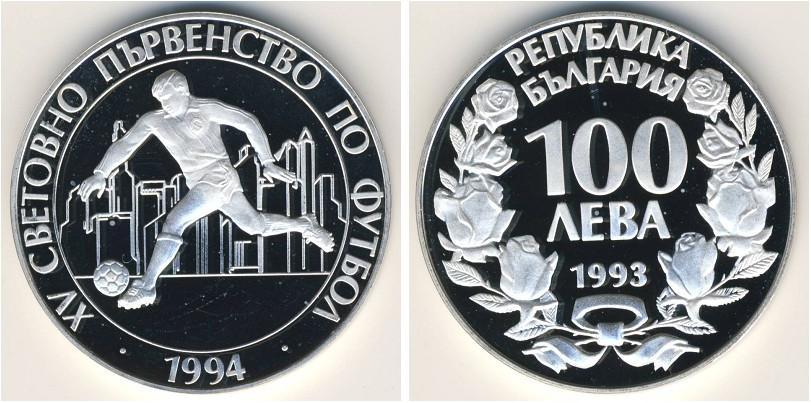 XV СВЕТОВНО ПЪРВЕНСТВО ПО ФУТБОЛ
1994
РЕПУБЛИКА
БЪЛГАРИЯ
100
ЛЕВА
1993